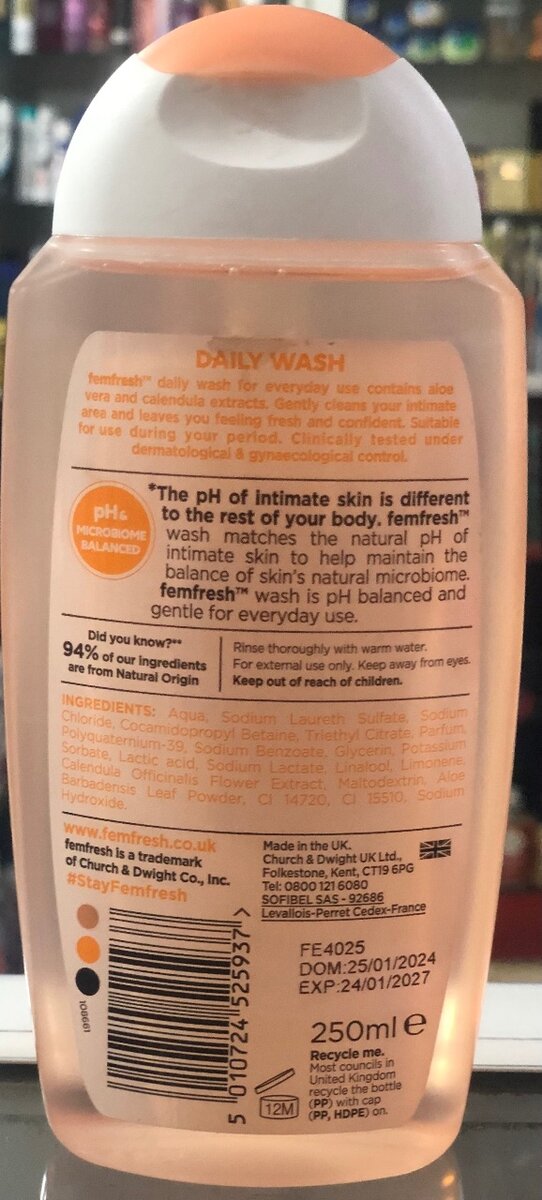 DAILY WASH
femfresh™ daily wash for everyday use contains aloe
vera and calendula extracts. Gently cleans your intimate
area and leaves you feeling fresh and confident. Suitable
for use during your period. Clinically tested under
dermatological & gynaecological control.
pH &
MICROBIOME
BALANCED
*The pH of intimate skin is different
to the rest of your body. femfresh™
wash matches the natural pH of
intimate skin to help maintain the
balance of skin's natural microbiome.
femfresh™ wash is pH balanced and
gentle for everyday use.
Did you know?**
94% of our ingredients
are from Natural Origin
Rinse thoroughly with warm water.
For external use only. Keep away from eyes.
Keep out of reach of children.
INGREDIENTS: Aqua, Sodium Laureth Sulfate, Sodium
Chloride, Cocamidopropyl Betaine, Triethyl Citrate, Parfum,
Polyquaternium-39, Sodium Benzoate, Glycerin, Potassium
Sorbate, Lactic acid, Sodium Lactate, Linalool, Limonene,
Calendula Officinalis Flower Extract, Maltodextrin, Aloe
Barbadensis Leaf Powder, CI 14720, CI 15510, Sodium
Hydroxide.
www.femfresh.co.uk
femfresh is a trademark
of Church & Dwight Co., Inc.
#StayFemfresh
Made in the UK.
Church & Dwight UK Ltd.,
Folkestone, Kent, CT19 6PG
Tel: 0800 121 6080
SOFIBEL SAS - 92686
Levallois-Perret Cedex-France
108661
5 010724 525937 >
FE4025
DOM:25/01/2024
EXP:24/01/2027
250ml e
12M
Recycle me.
Most councils in
United Kingdom
recycle the bottle
(PP) with cap
(PP, HDPE) on.